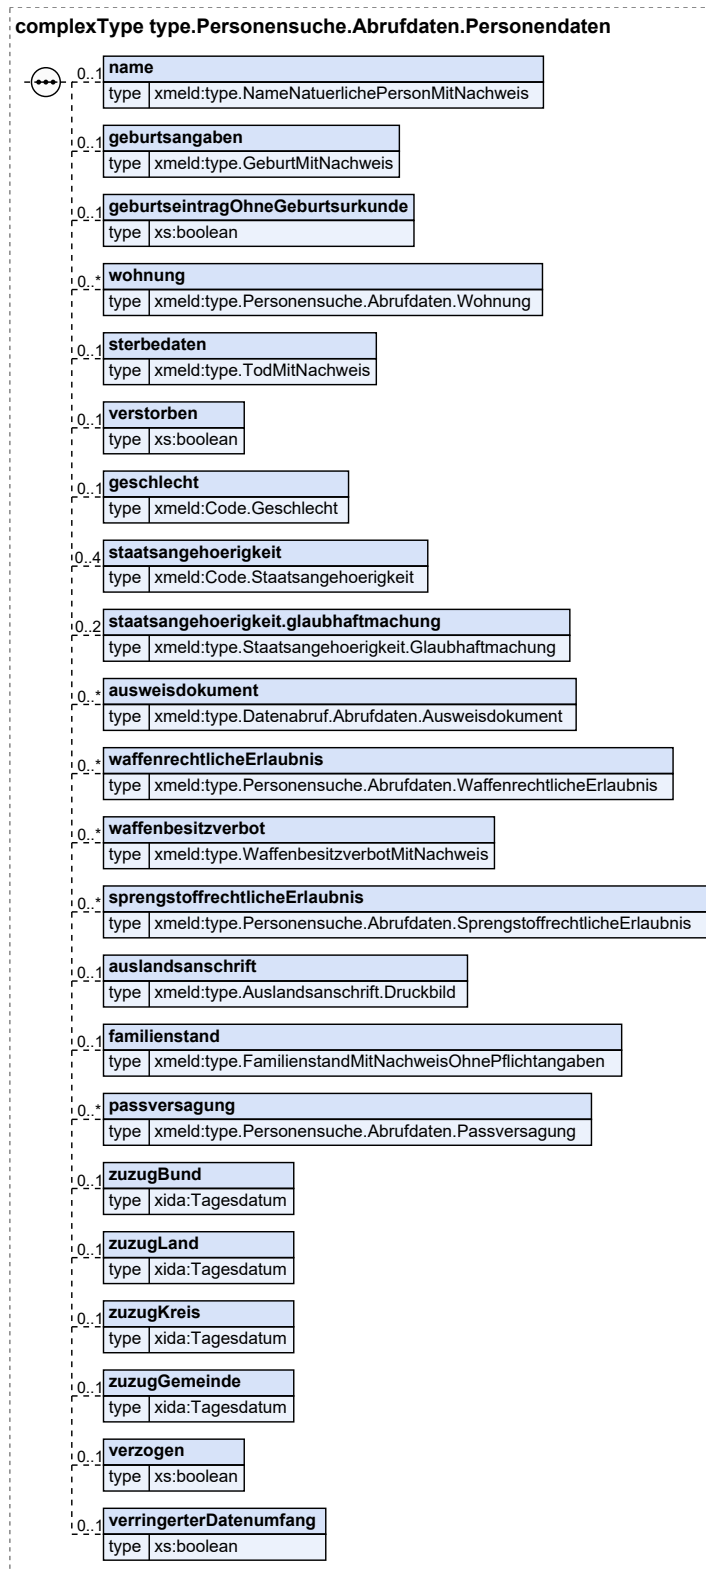 complexType type.Personensuche.Abrufdaten.Personendaten
0..1 name
type xmeld:type.NameNatuerlichePersonMitNachweis
0..1 geburtsangaben
type xmeld:type.GeburtMitNachweis
0..1 geburtseintragOhneGeburtsurkunde
type xs:boolean
0..* wohnung
type xmeld:type.Personensuche.Abrufdaten.Wohnung
0..1 sterbedaten
type xmeld:type.TodMitNachweis
0..1 verstorben
type xs:boolean
0..1 geschlecht
type xmeld:Code.Geschlecht
0..4 staatsangehoerigkeit
type xmeld:Code.Staatsangehoerigkeit
0..2 staatsangehoerigkeit.glaubhaftmachung
type xmeld:type.Staatsangehoerigkeit.Glaubhaftmachung
0..* ausweisdokument
type xmeld:type.Datenabruf.Abrufdaten.Ausweisdokument
0..* waffenrechtlicheErlaubnis
type xmeld:type.Personensuche.Abrufdaten.WaffenrechtlicheErlaubnis
0..* waffenbesitzverbot
type xmeld:type.WaffenbesitzverbotMitNachweis
0..* sprengstoffrechtlicheErlaubnis
type xmeld:type.Personensuche.Abrufdaten.SprengstoffrechtlicheErlaubnis
0..1 auslandsanschrift
type xmeld:type.Auslandsanschrift.Druckbild
0..1 familienstand
type xmeld:type.FamilienstandMitNachweisOhnePflichtangaben
0..* passversagung
type xmeld:type.Personensuche.Abrufdaten.Passversagung
0..1 zuzugBund
type xida:Tagesdatum
0..1 zuzugLand
type xida:Tagesdatum
0..1 zuzugKreis
type xida:Tagesdatum
0..1 zuzugGemeinde
type xida:Tagesdatum
0..1 verzogen
type xs:boolean
0..1 verringerterDatenumfang
type xs:boolean